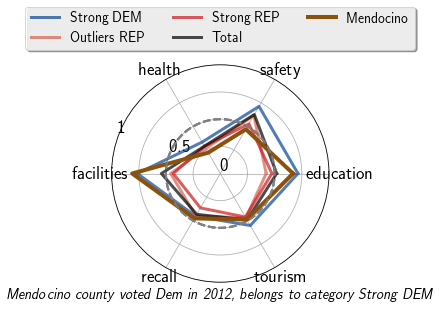 Strong DEM Strong REP Mendocino
Outliers REP Total
health safety
1
0.5
0
facilities education
recall tourism
Mendocino county voted Dem in 2012, belongs to category Strong DEM